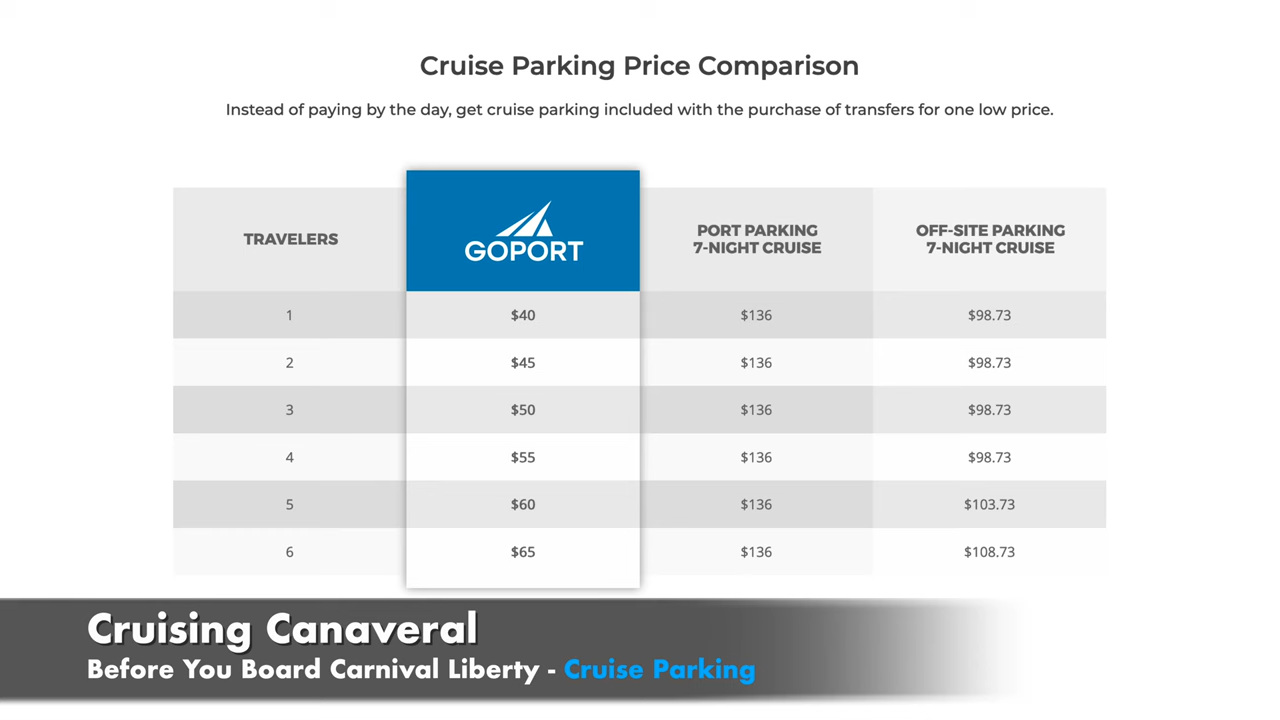 Cruise Parking Price Comparison
Instead of paying by the day, get cruise parking included with the purchase of transfers for one low price.
TRAVELERS
GOPORT
PORT PARKING
7-NIGHT CRUISE
OFF-SITE PARKING
7-NIGHT CRUISE
1 $40 $136 $98.73
2 $45 $136 $98.73
3 $50 $136 $98.73
4 $55 $136 $98.73
5 $60 $136 $103.73
6 $65 $136 $108.73
Cruising Canaveral
Before You Board Carnival Liberty - Cruise Parking